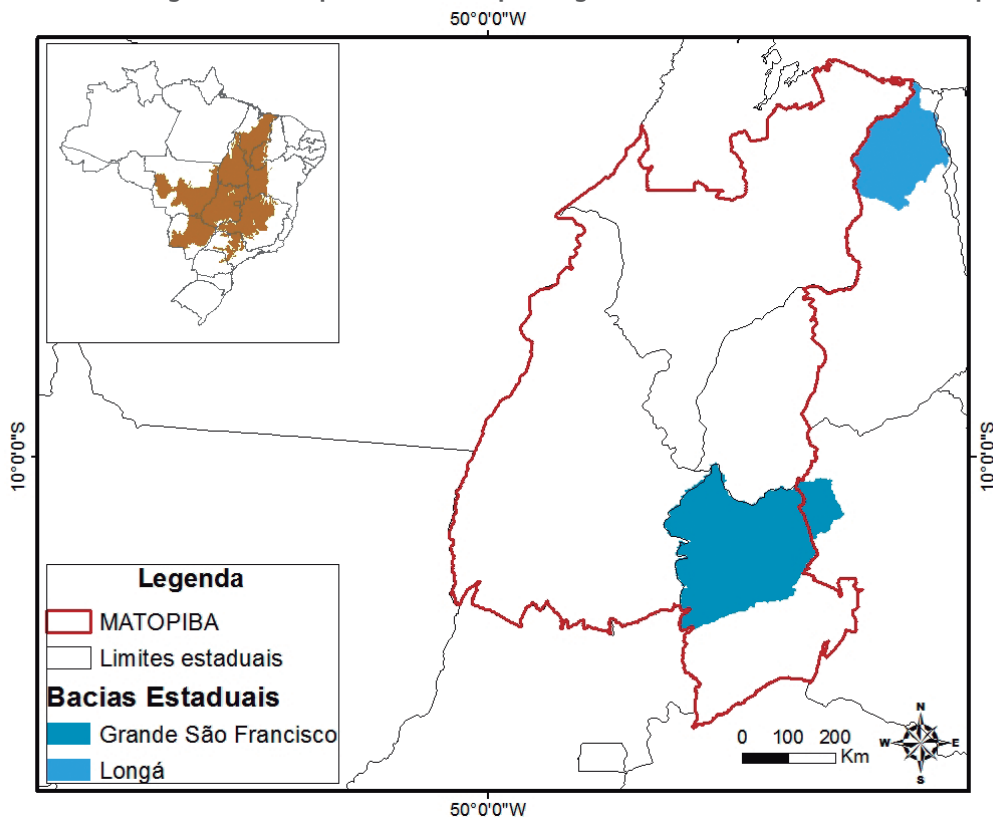 50°0'0"W
10°0'0"S
10°0'0"S
Legenda
MATOPIBA
Limites estaduais
Bacias Estaduais
Grande São Francisco
Longá
0 100 200
Km
N
W E
S
50°0'0"W